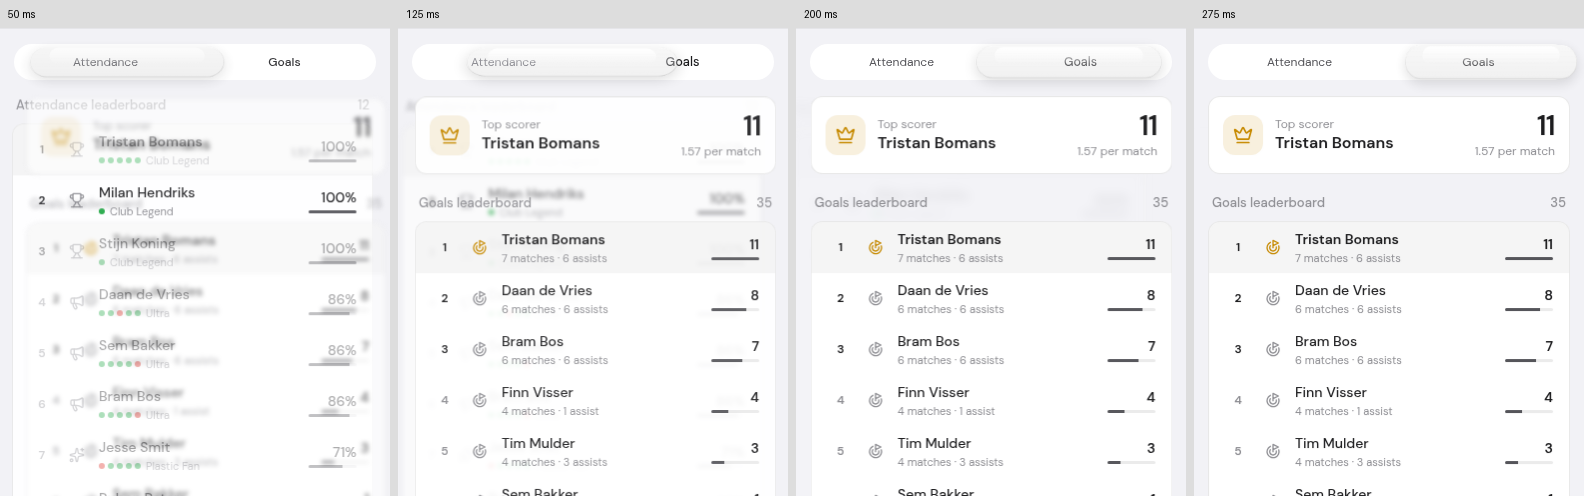 50 ms
Attendance
Goals
Attendance leaderboard
12
Top scorer
11
1
Tristan Bomans
100%
Club Legend
2
Milan Hendriks
100%
Club Legend
Goals leaderboard
35
3
Stijn Koning
100%
Club Legend
4
Daan de Vries
86%
Ultra
5
Sem Bakker
86%
Ultra
6
Bram Bos
86%
Ultra
7
Jesse Smit
71%
Plastic Fan
125 ms
Attendance
Goals
Top scorer
Tristan Bomans
11
1.57 per match
Milan Hendriks
100%
Club Legend
Goals leaderboard
35
1
Tristan Bomans
11
7 matches · 6 assists
2
Daan de Vries
8
6 matches · 6 assists
3
Bram Bos
7
6 matches · 6 assists
4
Finn Visser
4
4 matches · 1 assist
5
Tim Mulder
3
4 matches · 3 assists
Sem Bakker
200 ms
Attendance
Goals
Top scorer
Tristan Bomans
11
1.57 per match
Goals leaderboard
35
1
Tristan Bomans
11
7 matches · 6 assists
2
Daan de Vries
8
6 matches · 6 assists
3
Bram Bos
7
6 matches · 6 assists
4
Finn Visser
4
4 matches · 1 assist
5
Tim Mulder
3
4 matches · 3 assists
Sem Bakker
275 ms
Attendance
Goals
Top scorer
Tristan Bomans
11
1.57 per match
Goals leaderboard
35
1
Tristan Bomans
11
7 matches · 6 assists
2
Daan de Vries
8
6 matches · 6 assists
3
Bram Bos
7
6 matches · 6 assists
4
Finn Visser
4
4 matches · 1 assist
5
Tim Mulder
3
4 matches · 3 assists
Sem Bakker